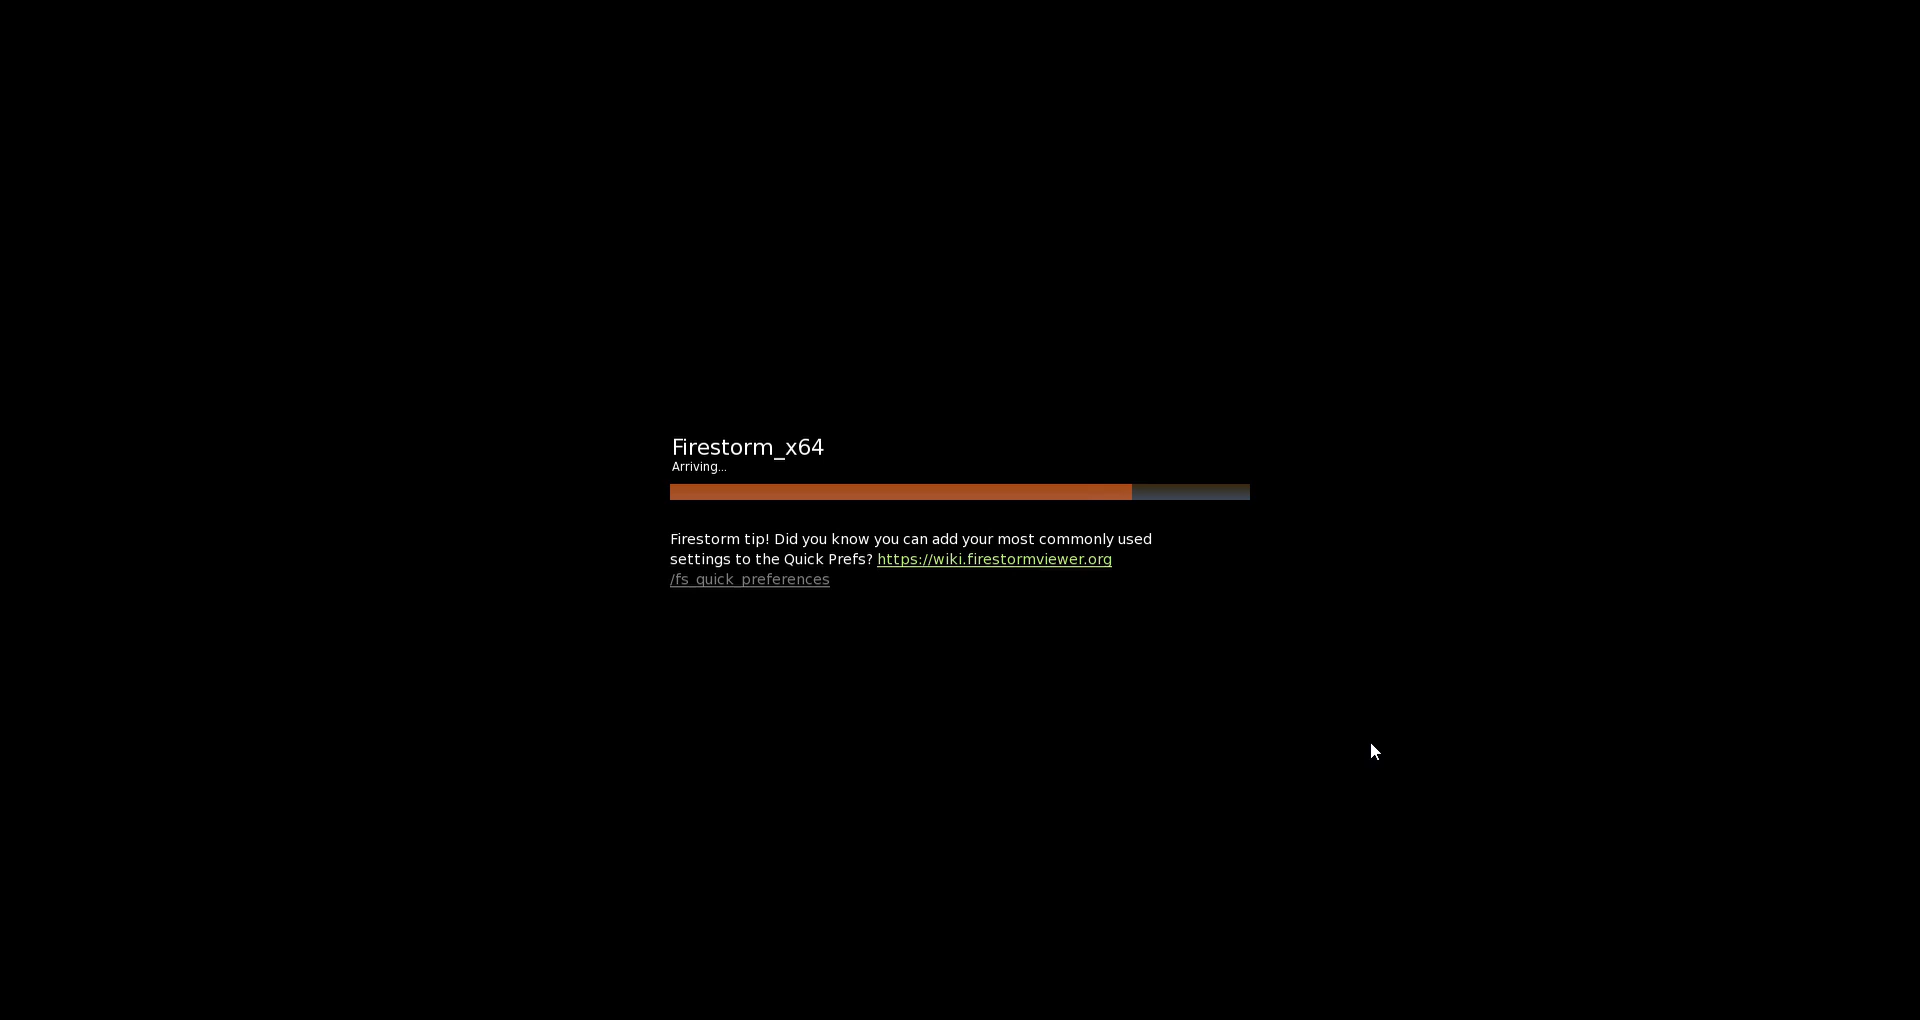 Firestorm_x64
Arriving...
Firestorm tip! Did you know you can add your most commonly used
settings to the Quick Prefs? https://wiki.firestormviewer.org
/fs_quick_preferences